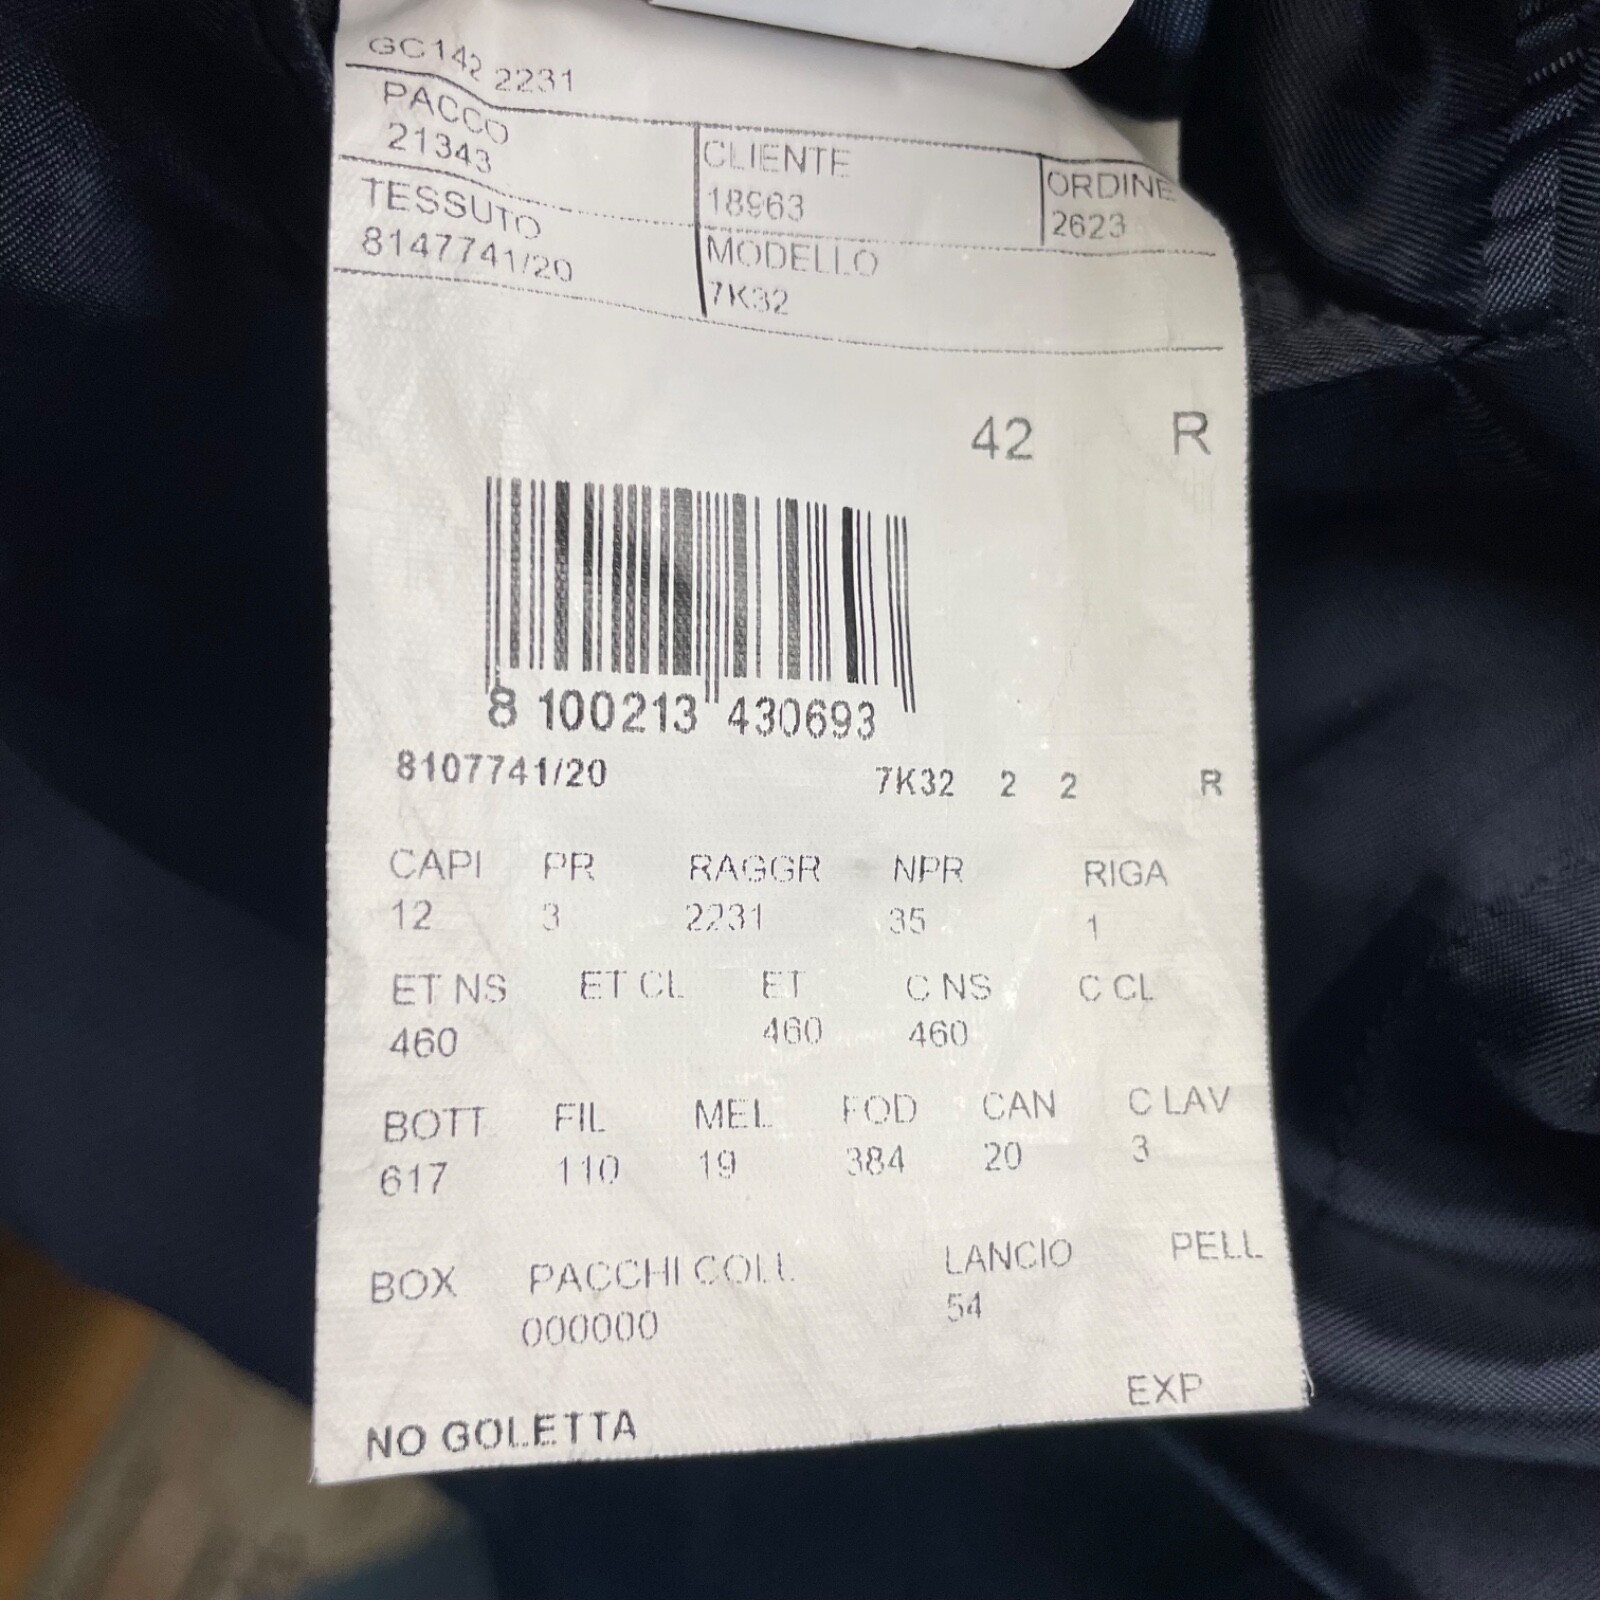 GC142 2231
PACCO
21343
CLIENTE
18963
ORDINE
2623
TESSUTO
8147741/20
MODELLO
7K32
42 R
8 100213 430693
8107741/20 7K32 2 2 R
CAPI PR RAGGR NPR RIGA
12 3 2231 35 1
ET NS ET CL ET C NS C CL
460 460 460
BOTT FIL MEL FOD CAN C LAV
617 110 19 384 20 3
BOX PACCHI COLL. LANCIO PELL
000000 54
EXP
NO GOLETTA